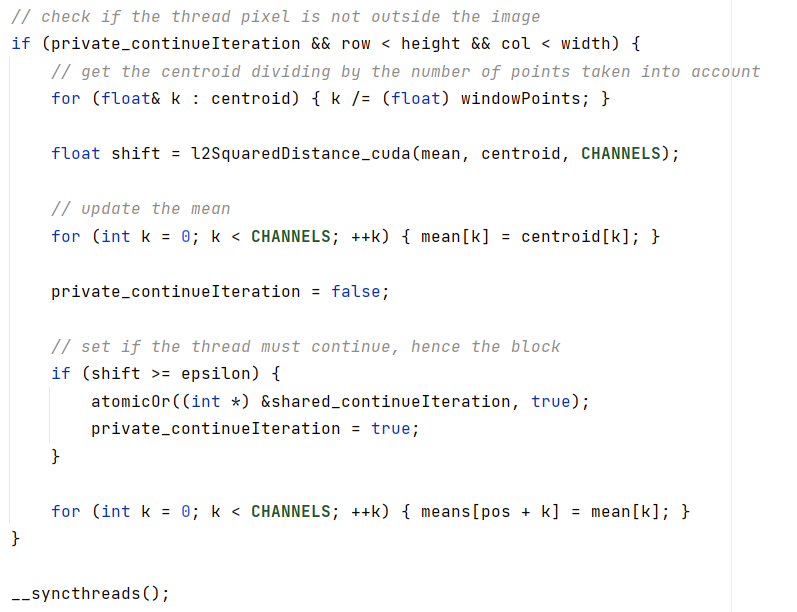 // check if the thread pixel is not outside the image
if (private_continueIteration && row < height && col < width) {
    // get the centroid dividing by the number of points taken into account
    for (float& k : centroid) { k /= (float) windowPoints; }

    float shift = l2SquaredDistance_cuda(mean, centroid, CHANNELS);

    // update the mean
    for (int k = 0; k < CHANNELS; ++k) { mean[k] = centroid[k]; }

    private_continueIteration = false;

    // set if the thread must continue, hence the block
    if (shift >= epsilon) {
        atomicOr((int *) &shared_continueIteration, true);
        private_continueIteration = true;
    }

    for (int k = 0; k < CHANNELS; ++k) { means[pos + k] = mean[k]; }
}

__syncthreads();